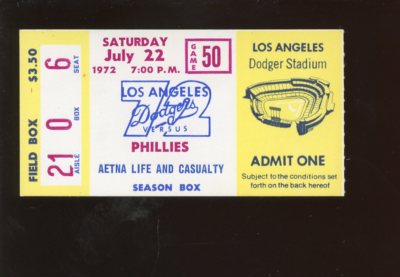 FIELD BOX $3.50
21 AISLE
0
6 SEAT
SATURDAY
July 22
1972 7:00 P.M.
GAME
50
72
LOS ANGELES
Dodgers
VERSUS
PHILLIES
AETNA LIFE AND CASUALTY
SEASON BOX
LOS ANGELES
Dodger Stadium
ADMIT ONE
Subject to the conditions set
forth on the back hereof